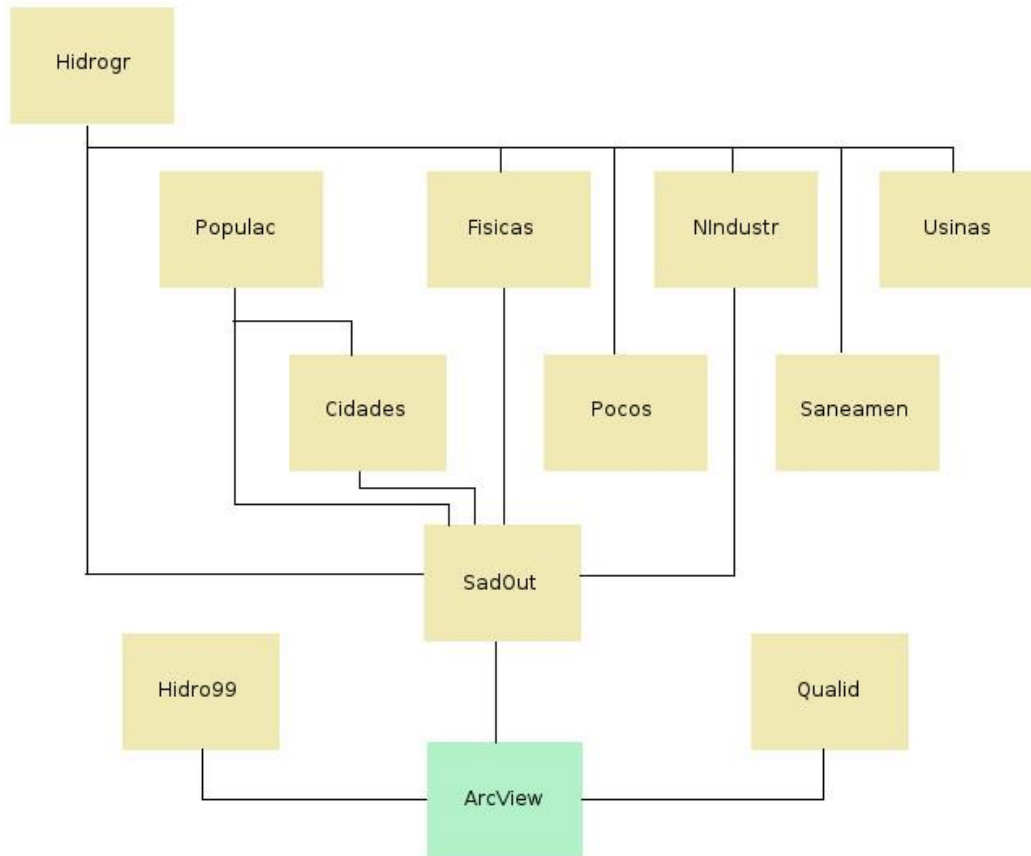 Hidrogr
Populac
Fisicas
NIndustr
Usinas
Cidades
Pocos
Saneamen
SadOut
Hidro99
Qualid
ArcView